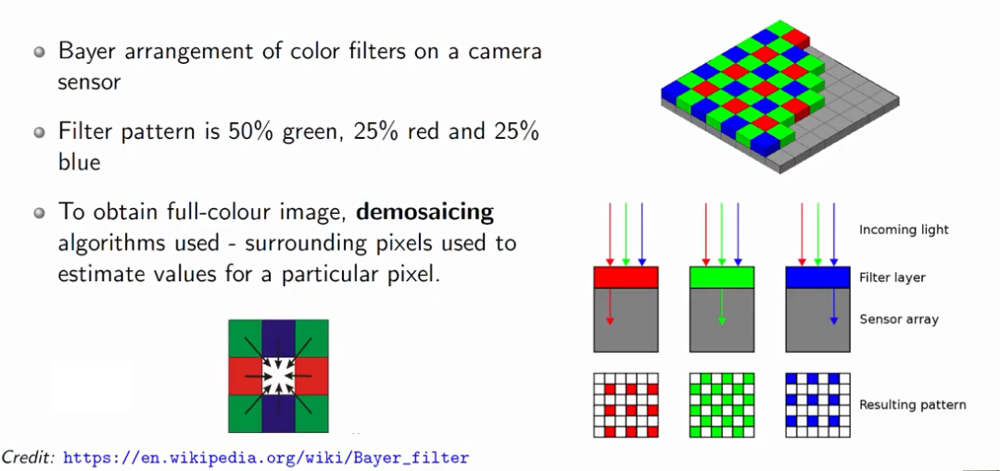 Bayer arrangement of color filters on a camera
sensor
Filter pattern is 50% green, 25% red and 25%
blue
To obtain full-colour image, demosaicing
algorithms used - surrounding pixels used to
estimate values for a particular pixel.
Incoming light
Filter layer
Sensor array
Resulting pattern
Credit: https://en.wikipedia.org/wiki/Bayer_filter